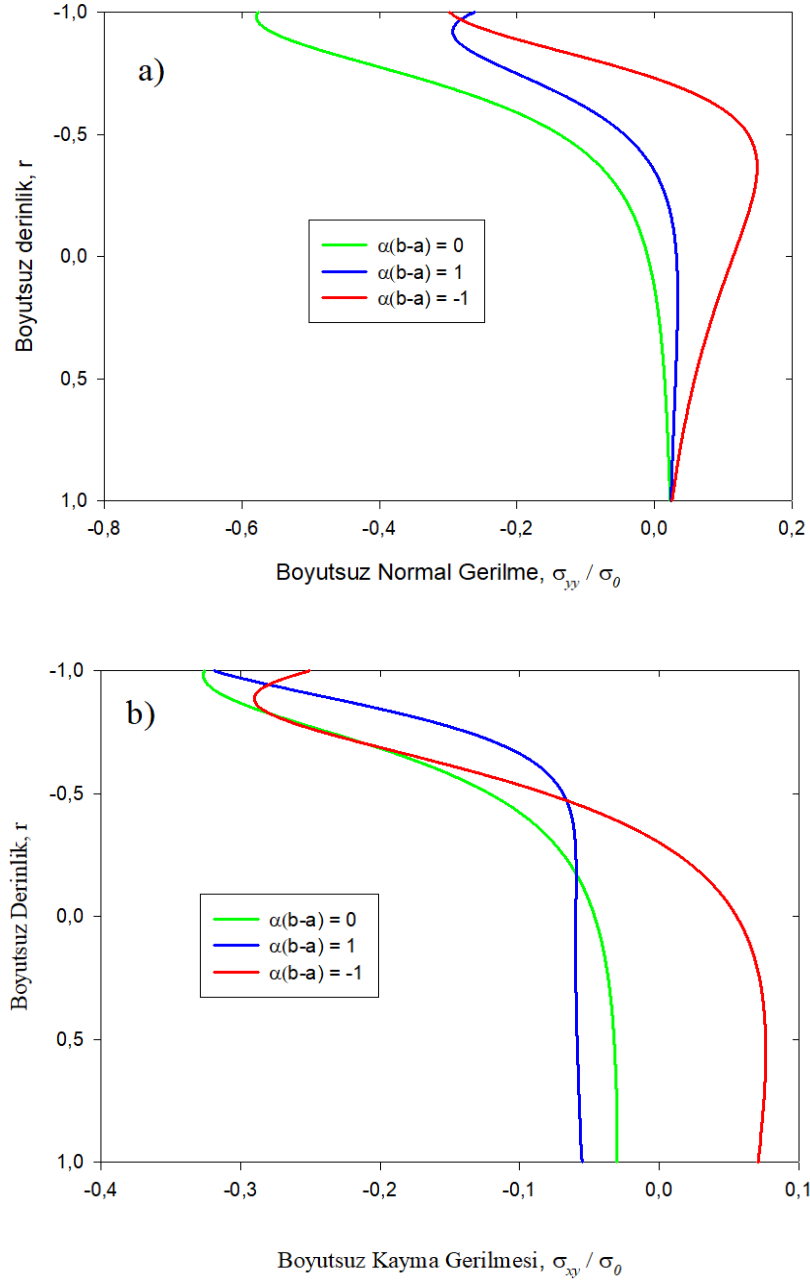 a)
Boyutsuz derinlik, r
-1,0
-0,5
0,0
0,5
1,0
α(b-a) = 0
α(b-a) = 1
α(b-a) = -1
-0,8 -0,6 -0,4 -0,2 0,0 0,2
Boyutsuz Normal Gerilme, σyy / σ0
b)
Boyutsuz Derinlik, r
-1,0
-0,5
0,0
0,5
1,0
α(b-a) = 0
α(b-a) = 1
α(b-a) = -1
-0,4 -0,3 -0,2 -0,1 0,0 0,1
Boyutsuz Kayma Gerilmesi, σxy / σ0